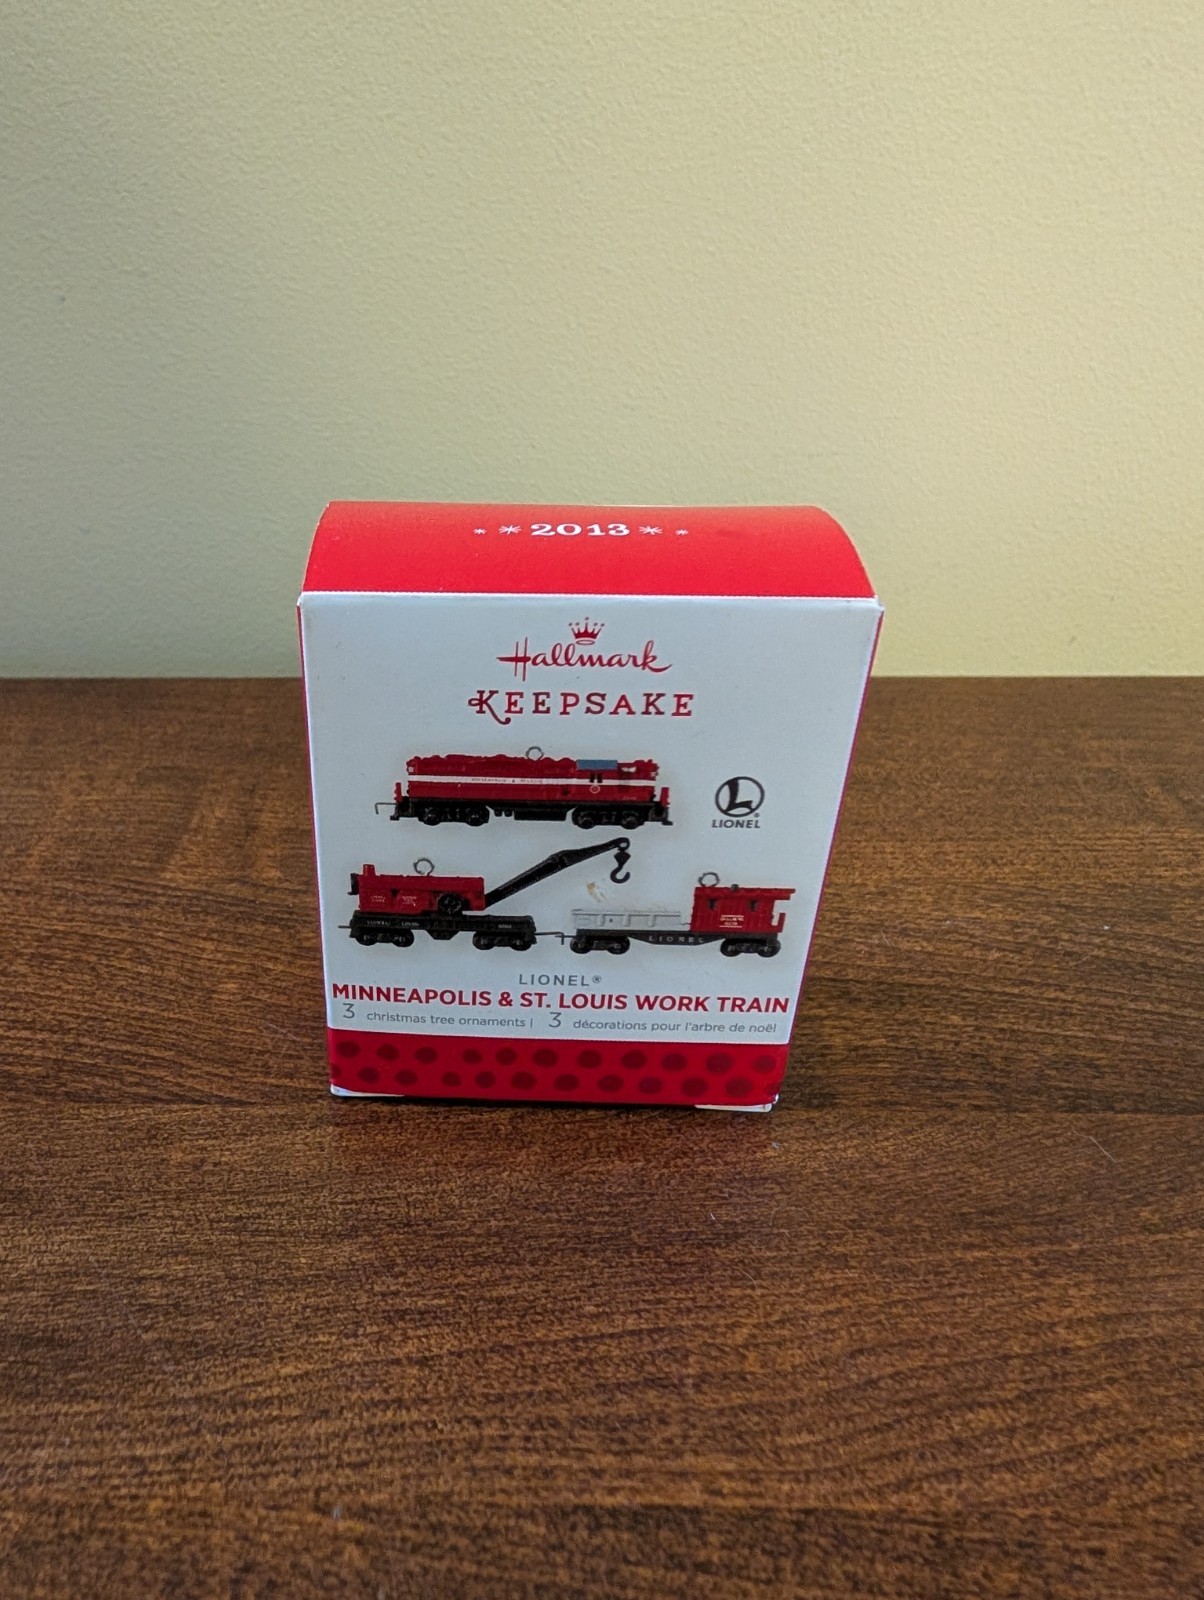 2013
Hallmark
KEEPSAKE
LIONEL
LIONEL
LIONEL®
MINNEAPOLIS & ST. LOUIS WORK TRAIN
3 christmas tree ornaments | 3 décorations pour l'arbre de noël